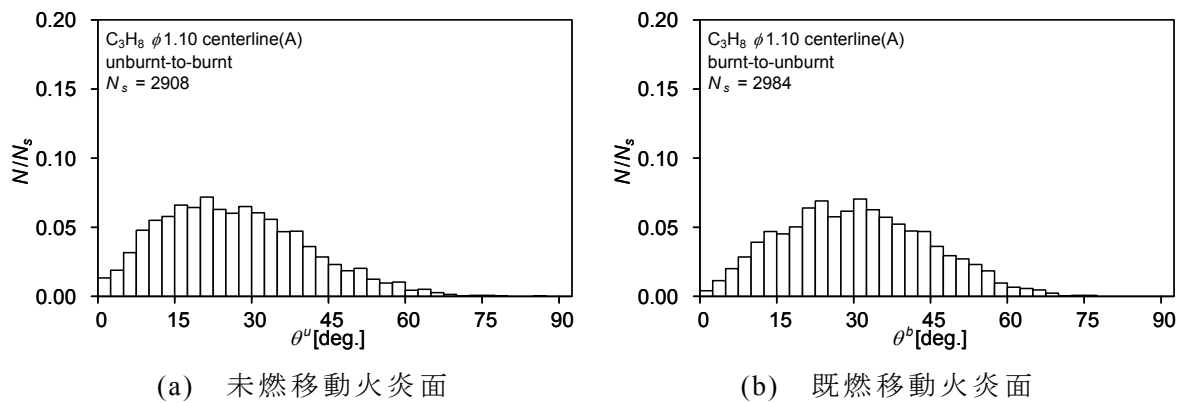 0.20
0.15
0.10
0.05
0.00
N/Ns
C3H8 ϕ1.10 centerline(A)
unburnt-to-burnt
Ns = 2908
0 15 30 45 60 75 90
θu[deg.]
(a) 未燃移動火炎面
0.20
0.15
0.10
0.05
0.00
N/Ns
C3H8 ϕ1.10 centerline(A)
burnt-to-unburnt
Ns = 2984
0 15 30 45 60 75 90
θb[deg.]
(b) 既燃移動火炎面